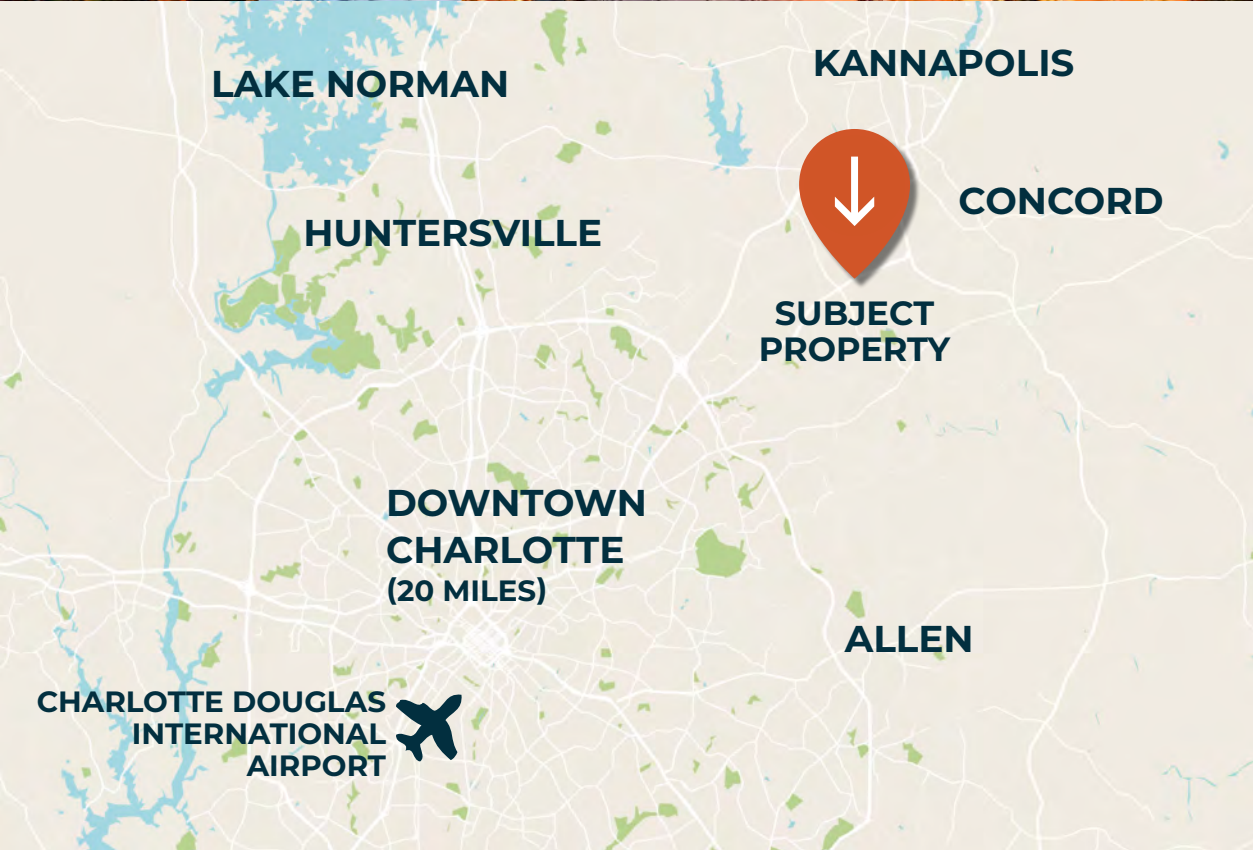 LAKE NORMAN
KANNAPOLIS
CONCORD
HUNTERSVILLE
SUBJECT
PROPERTY
DOWNTOWN
CHARLOTTE
(20 MILES)
ALLEN
CHARLOTTE DOUGLAS
INTERNATIONAL
AIRPORT